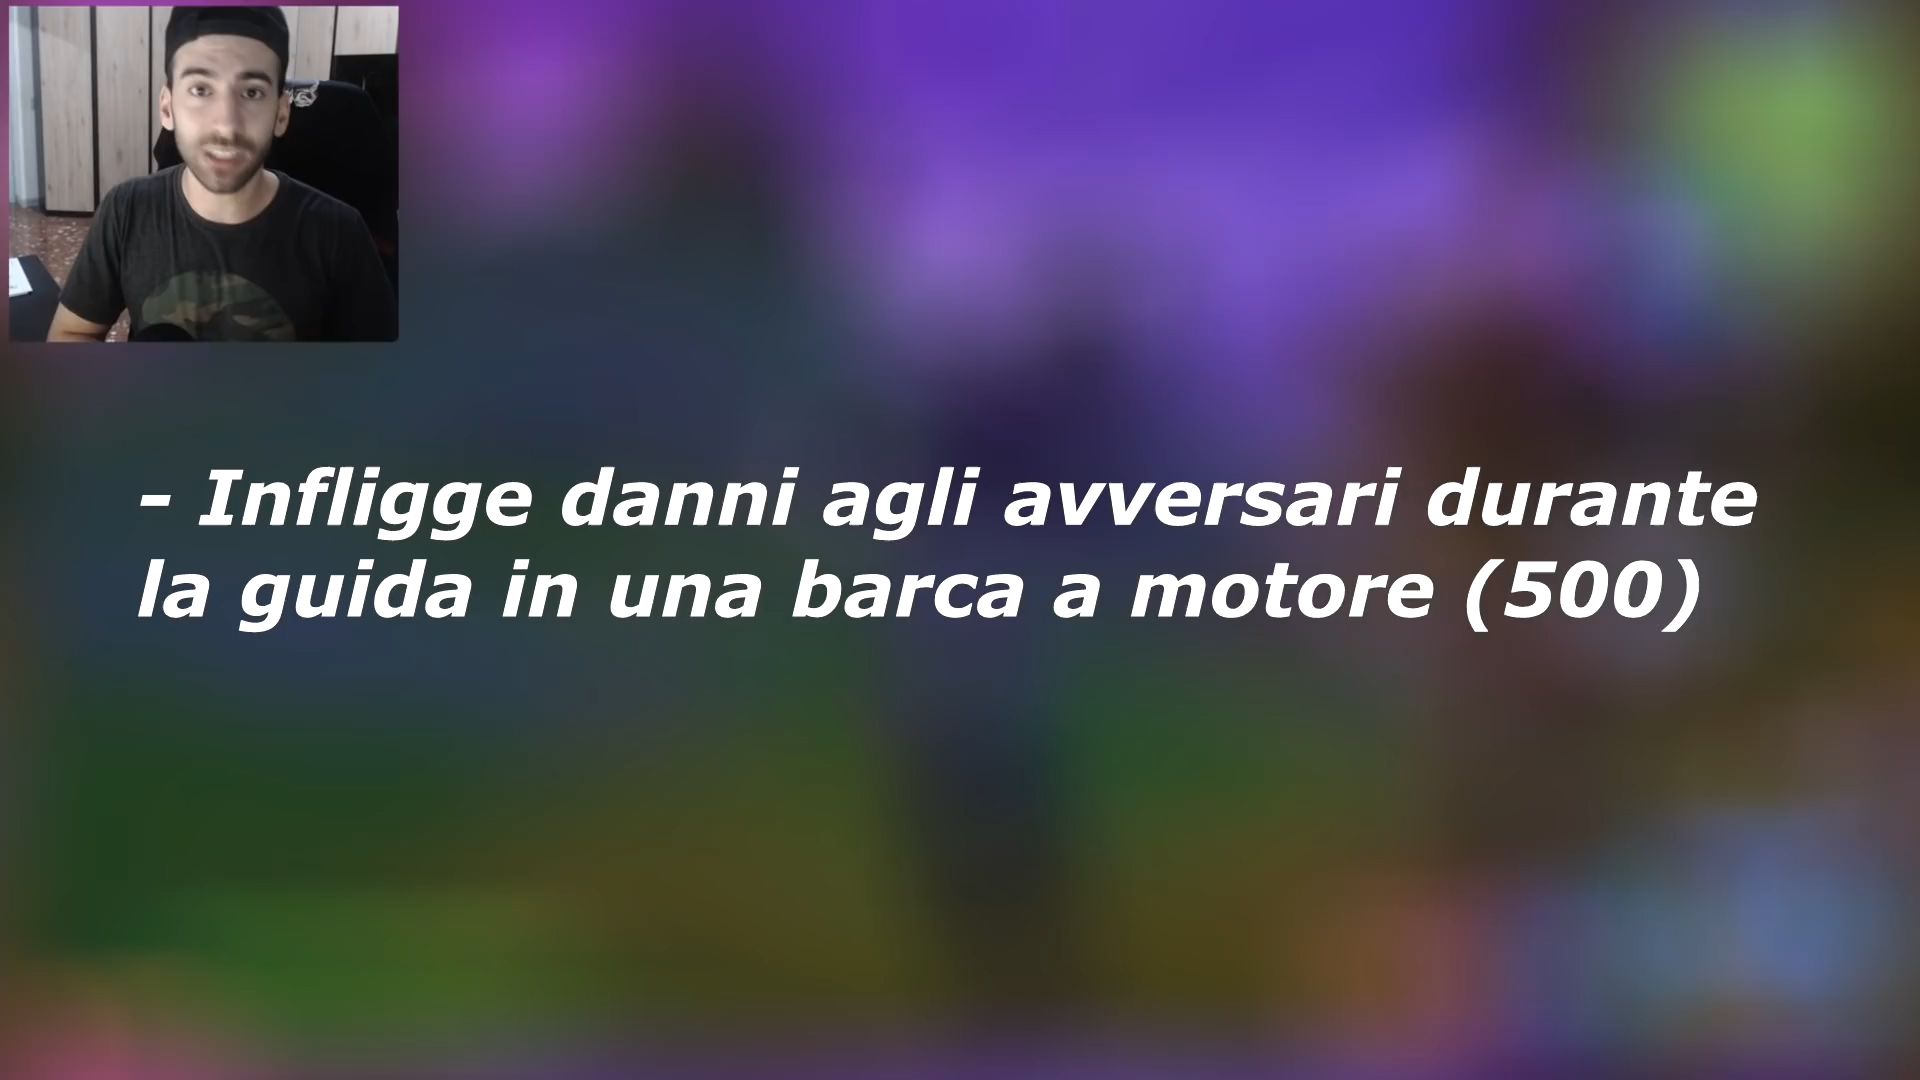 - Infligge danni agli avversari durante
la guida in una barca a motore (500)